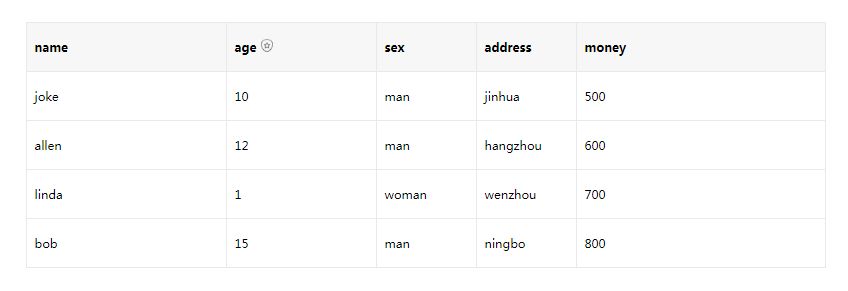 name age sex address money
joke 10 man jinhua 500
allen 12 man hangzhou 600
linda 1 woman wenzhou 700
bob 15 man ningbo 800